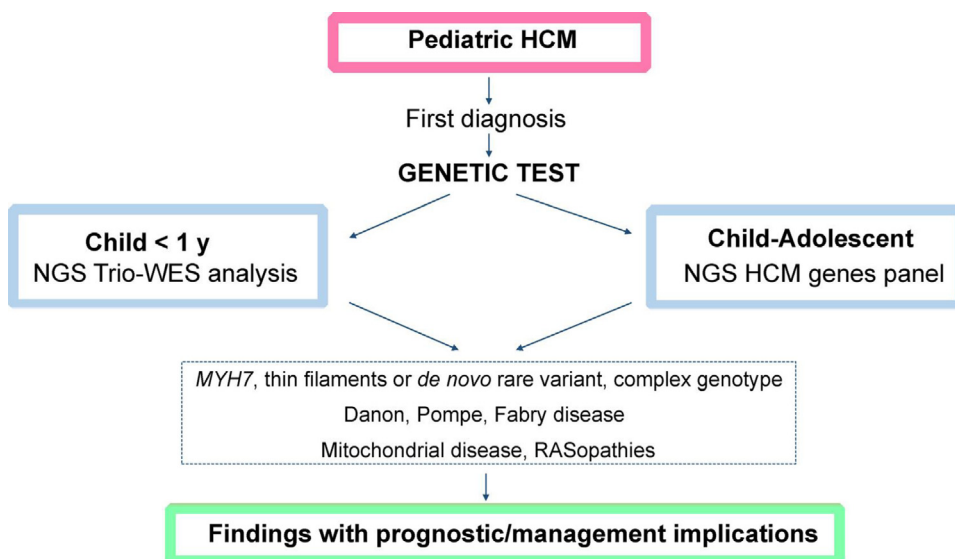 Pediatric HCM
First diagnosis
GENETIC TEST
Child < 1 y
NGS Trio-WES analysis
Child-Adolescent
NGS HCM genes panel
MYH7, thin filaments or de novo rare variant, complex genotype
Danon, Pompe, Fabry disease
Mitochondrial disease, RASopathies
Findings with prognostic/management implications